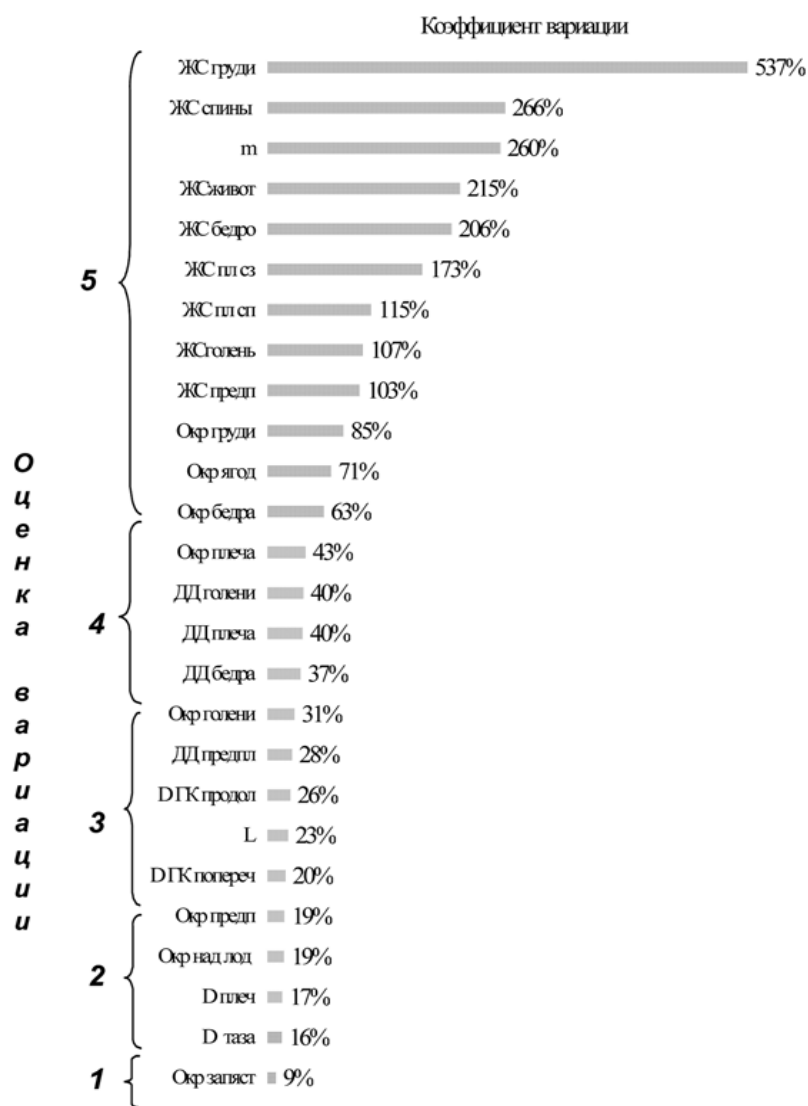 Коэффициент вариации
ЖС груди 537%
ЖС спины 266%
m 260%
ЖС живот 215%
ЖС бедро 206%
5 ЖС пл сз 173%
ЖС пл сп 115%
ЖС голень 107%
ЖС предп 103%
Окр груди 85%
Окр ягод 71%
Окр бедра 63%
Окр плеча 43%
ДД голени 40%
4 ДД плеча 40%
ДД бедра 37%
Окр голени 31%
ДД предпл 28%
D ГК продол 26%
3 L 23%
D ГК попереч 20%
Окр предп 19%
Окр над лод 19%
2 D плеч 17%
D таза 16%
1 Окр запяст 9%
Оценка вариации